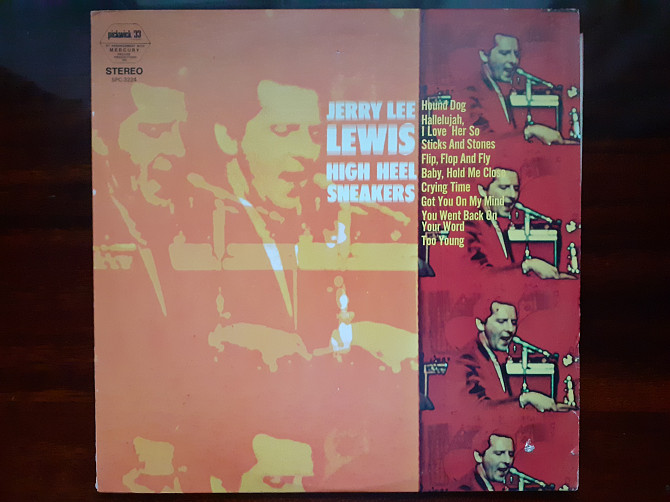 pickwick 33
MERCURY
STEREO
SPC-3224
JERRY LEE
LEWIS
HIGH HEEL
SNEAKERS
Hound Dog
Hallelujah,
I Love Her So
Sticks And Stones
Flip, Flop And Fly
Baby, Hold Me Close
Crying Time
Got You On My Mind
You Went Back On
Your Word
Too Young